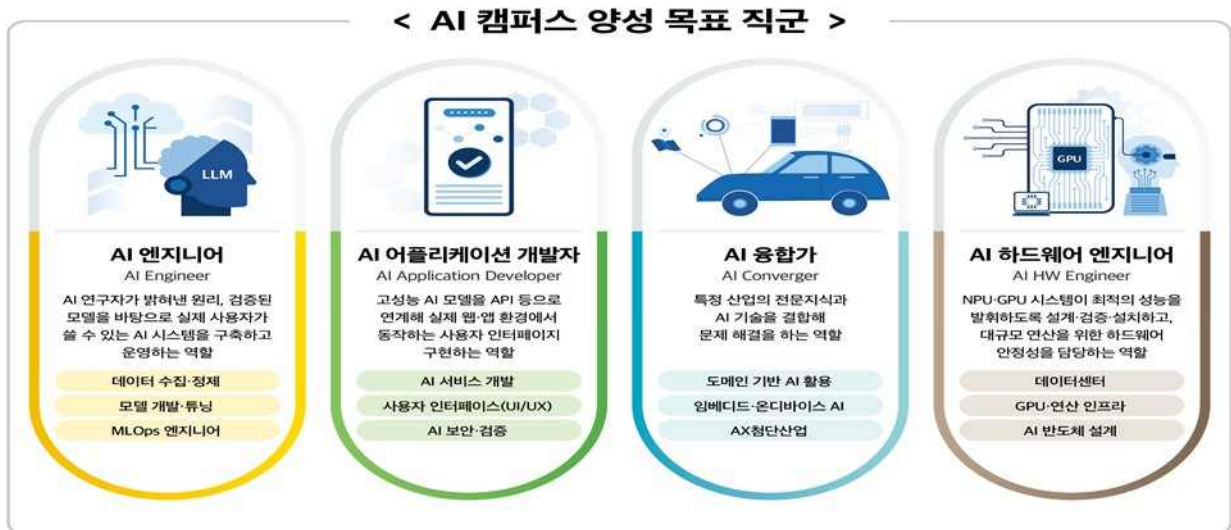 < AI 캠퍼스 양성 목표 직군 >
LLM
AI 엔지니어
AI Engineer
AI 연구자가 밝혀낸 원리, 검증된
모델을 바탕으로 실제 사용자가
쓸 수 있는 AI 시스템을 구축하고
운영하는 역할
데이터 수집·정제
모델 개발·튜닝
MLOps 엔지니어
AI 어플리케이션 개발자
AI Application Developer
고성능 AI 모델을 API 등으로
연계해 실제 웹·앱 환경에서
동작하는 사용자 인터페이지
구현하는 역할
AI 서비스 개발
사용자 인터페이스(UI/UX)
AI 보안·검증
AI 융합가
AI Converger
특정 산업의 전문지식과
AI 기술을 결합해
문제 해결을 하는 역할
도메인 기반 AI 활용
임베디드·온디바이스 AI
AX첨단산업
GPU
AI 하드웨어 엔지니어
AI HW Engineer
NPU·GPU 시스템이 최적의 성능을
발휘하도록 설계·검증·설치하고,
대규모 연산을 위한 하드웨어
안정성을 담당하는 역할
데이터센터
GPU·연산 인프라
AI 반도체 설계